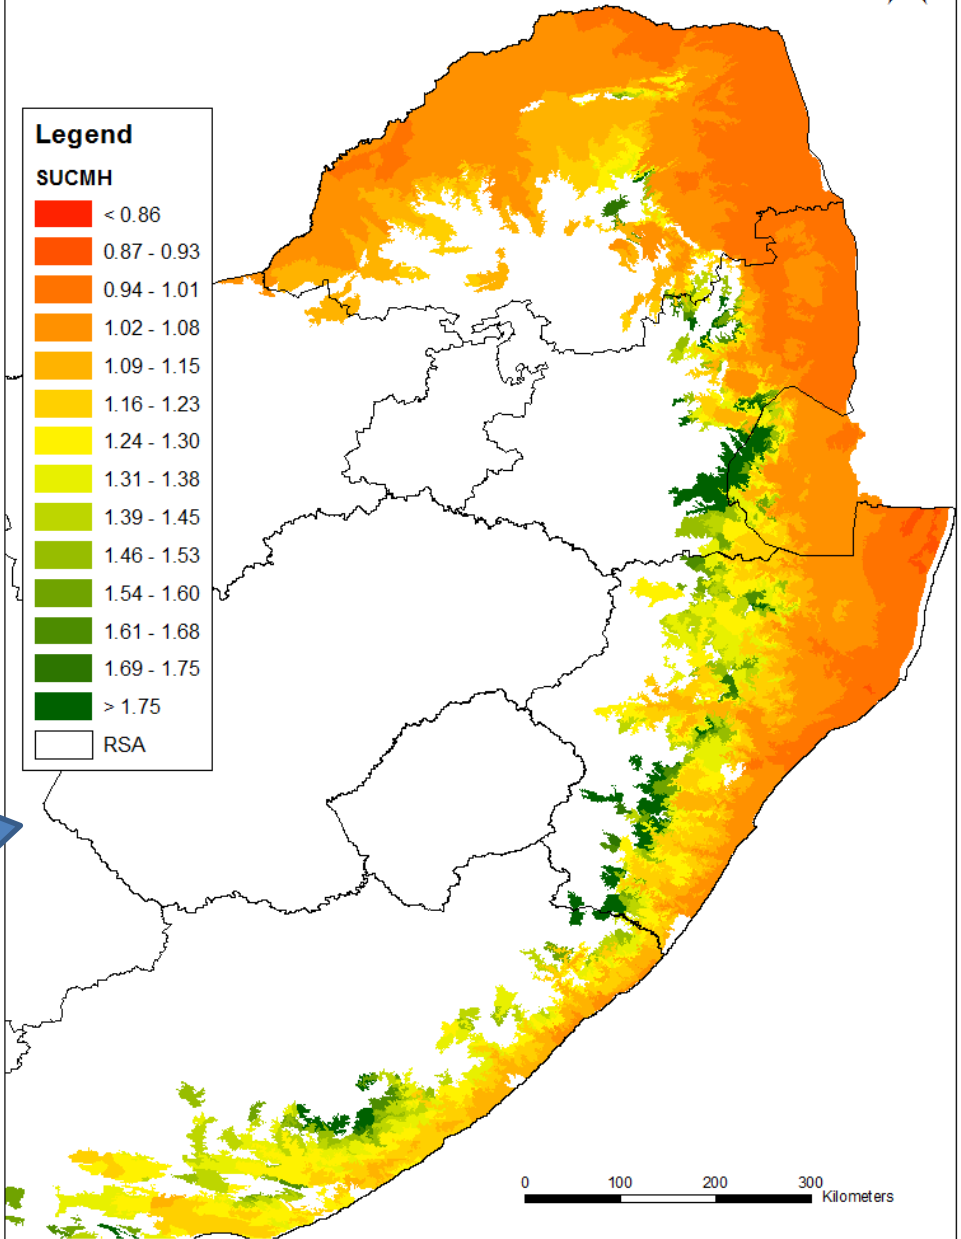 Legend
SUCMH
< 0.86
0.87 - 0.93
0.94 - 1.01
1.02 - 1.08
1.09 - 1.15
1.16 - 1.23
1.24 - 1.30
1.31 - 1.38
1.39 - 1.45
1.46 - 1.53
1.54 - 1.60
1.61 - 1.68
1.69 - 1.75
> 1.75
RSA
0 100 200 300
Kilometers